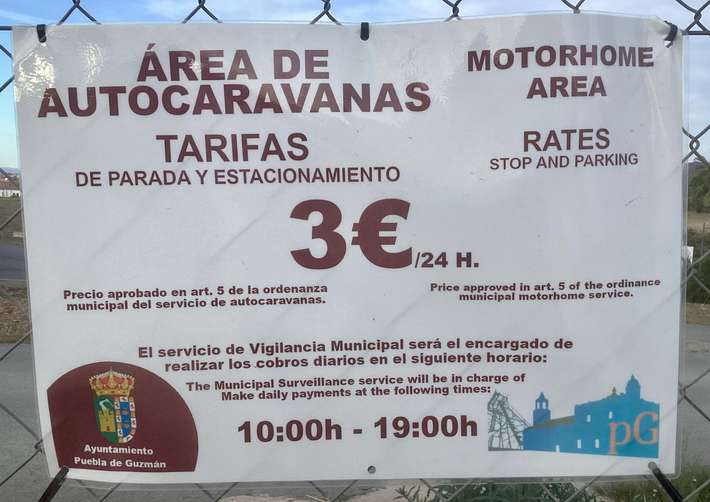 ÁREA DE
AUTOCARAVANAS
MOTORHOME
AREA
TARIFAS
DE PARADA Y ESTACIONAMIENTO
RATES
STOP AND PARKING
3€/24 H.
Precio aprobado en art. 5 de la ordenanza
municipal del servicio de autocaravanas.
Price approved in art. 5 of the ordinance
municipal motorhome service.
El servicio de Vigilancia Municipal será el encargado de
realizar los cobros diarios en el siguiente horario:
The Municipal Surveillance service will be in charge of
Make daily payments at the following times:
10:00h - 19:00h
Ayuntamiento
Puebla de Guzmán
pG